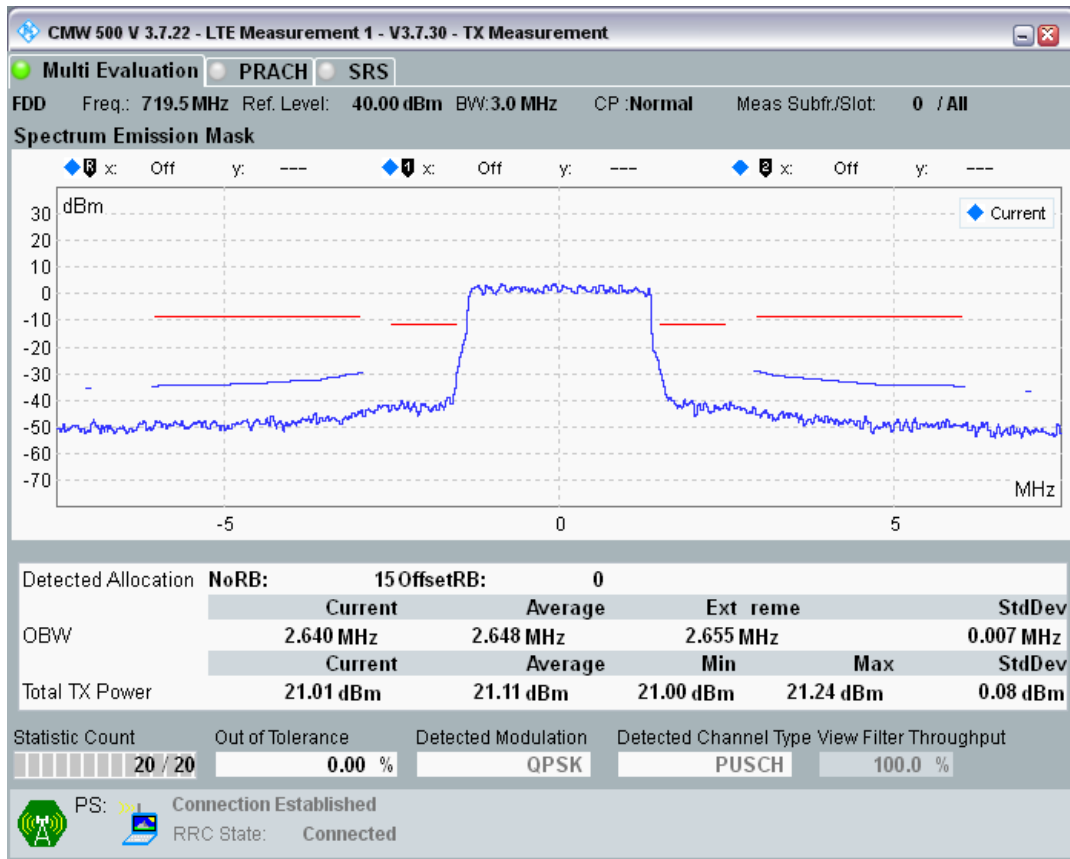 CMW 500 V 3.7.22 - LTE Measurement 1 - V3.7.30 - TX Measurement
Multi Evaluation PRACH SRS
FDD Freq.: 719.5 MHz Ref. Level: 40.00 dBm BW: 3.0 MHz CP : Normal Meas Subfr./Slot: 0 / All
Spectrum Emission Mask
R x: Off y: --- 1 x: Off y: --- 2 x: Off y: ---
dBm
Current
30
20
10
0
-10
-20
-30
-40
-50
-60
-70
MHz
-5 0 5
Detected Allocation NoRB: 15 OffsetRB: 0
Current Average Ext reme StdDev
OBW 2.640 MHz 2.648 MHz 2.655 MHz 0.007 MHz
Current Average Min Max StdDev
Total TX Power 21.01 dBm 21.11 dBm 21.00 dBm 21.24 dBm 0.08 dBm
Statistic Count Out of Tolerance Detected Modulation Detected Channel Type View Filter Throughput
20 / 20 0.00 % QPSK PUSCH 100.0 %
PS: Connection Established
RRC State: Connected